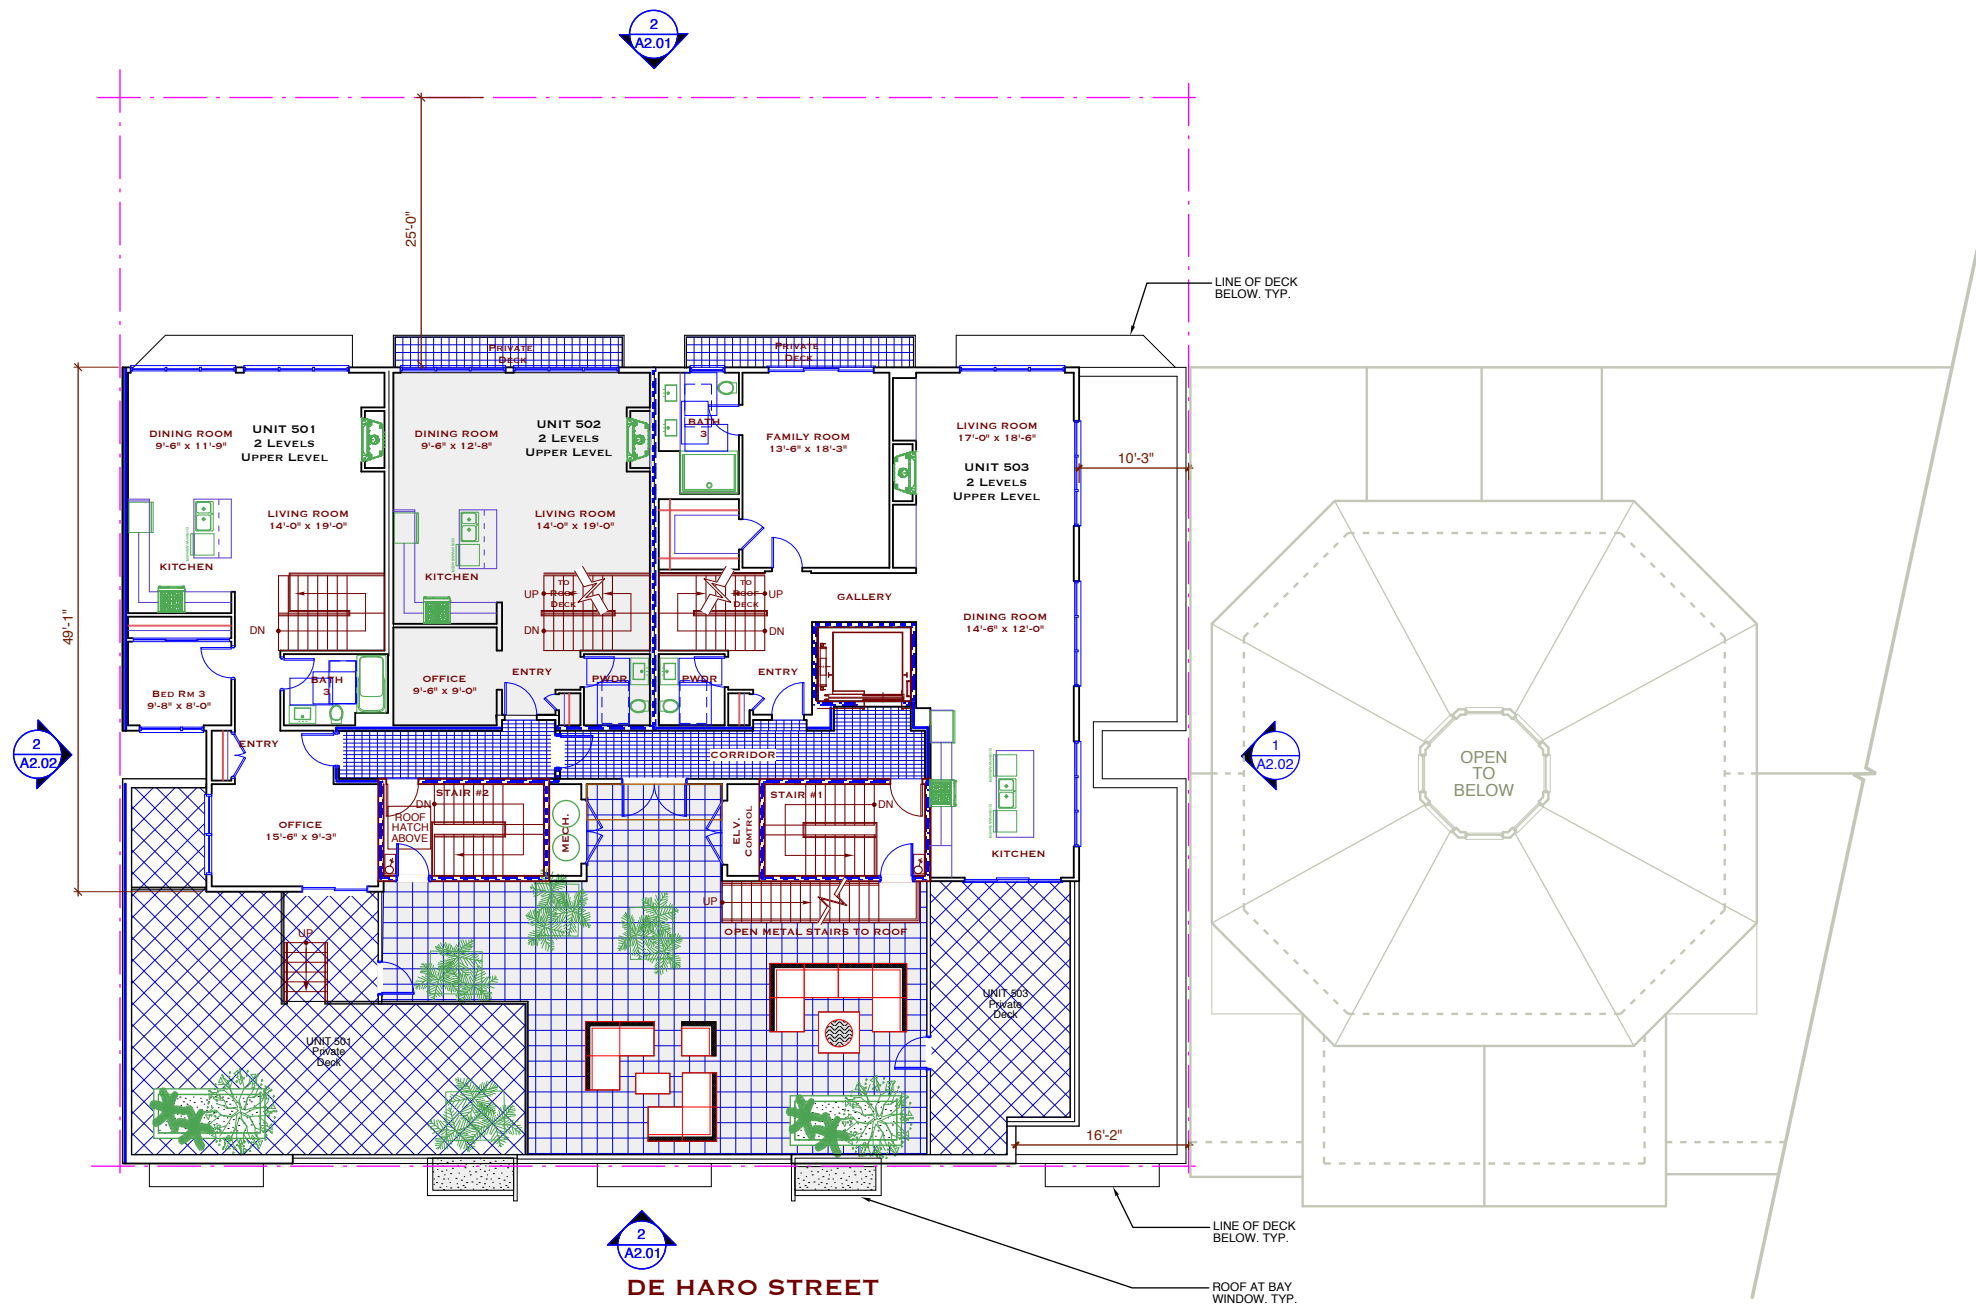 2
A2.01
25'-0"
LINE OF DECK
BELOW. TYP.
PRIVATE
DECK
PRIVATE
DECK
DINING ROOM
9'-6" x 11'-9"
UNIT 501
2 LEVELS
UPPER LEVEL
DINING ROOM
9'-6" x 12'-8"
UNIT 502
2 LEVELS
UPPER LEVEL
BATH
3
FAMILY ROOM
13'-6" x 18'-3"
LIVING ROOM
17'-0" x 18'-6"
UNIT 503
2 LEVELS
UPPER LEVEL
10'-3"
LIVING ROOM
14'-0" x 19'-0"
LIVING ROOM
14'-0" x 19'-0"
KITCHEN
KITCHEN
49'-1"
DN
UP
TO
ROOF
DECK
DN
TO
ROOF
DECK
UP
DN
GALLERY
DINING ROOM
14'-6" x 12'-0"
BED RM 3
9'-8" x 8'-0"
BATH
3
OFFICE
9'-6" x 9'-0"
ENTRY
PWDR
PWDR
ENTRY
2
A2.02
ENTRY
CORRIDOR
1
A2.02
OPEN
TO
BELOW
OFFICE
15'-6" x 9'-3"
STAIR #2
DN
ROOF
HATCH
ABOVE
MECH.
ELV.
COMTROL
STAIR #1
DN
KITCHEN
UP
UP
OPEN METAL STAIRS TO ROOF
UNIT 501
Private
Deck
UNIT 503
Private
Deck
16'-2"
2
A2.01
DE HARO STREET
LINE OF DECK
BELOW. TYP.
ROOF AT BAY
WINDOW. TYP.